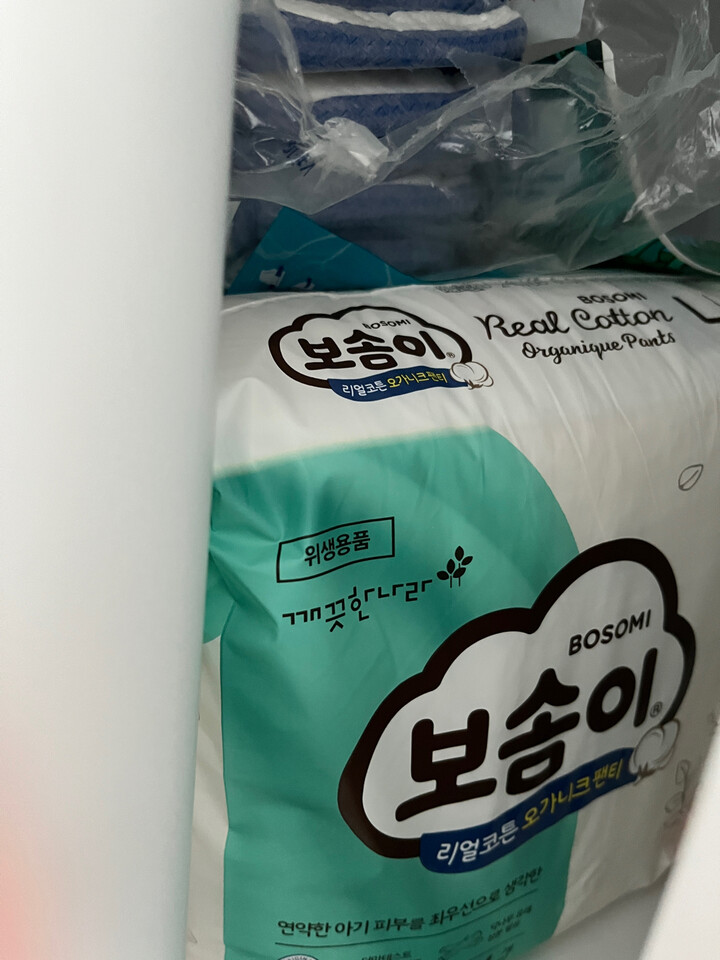 BOSOMI
보솜이®
리얼코튼 오가니크팬티
BOSOMI
Real Cotton
Organique Pants
L
위생용품
깨끗한나라
BOSOMI
보솜이®
리얼코튼 오가니크팬티
연약한 아기 피부를 최우선으로 생각한